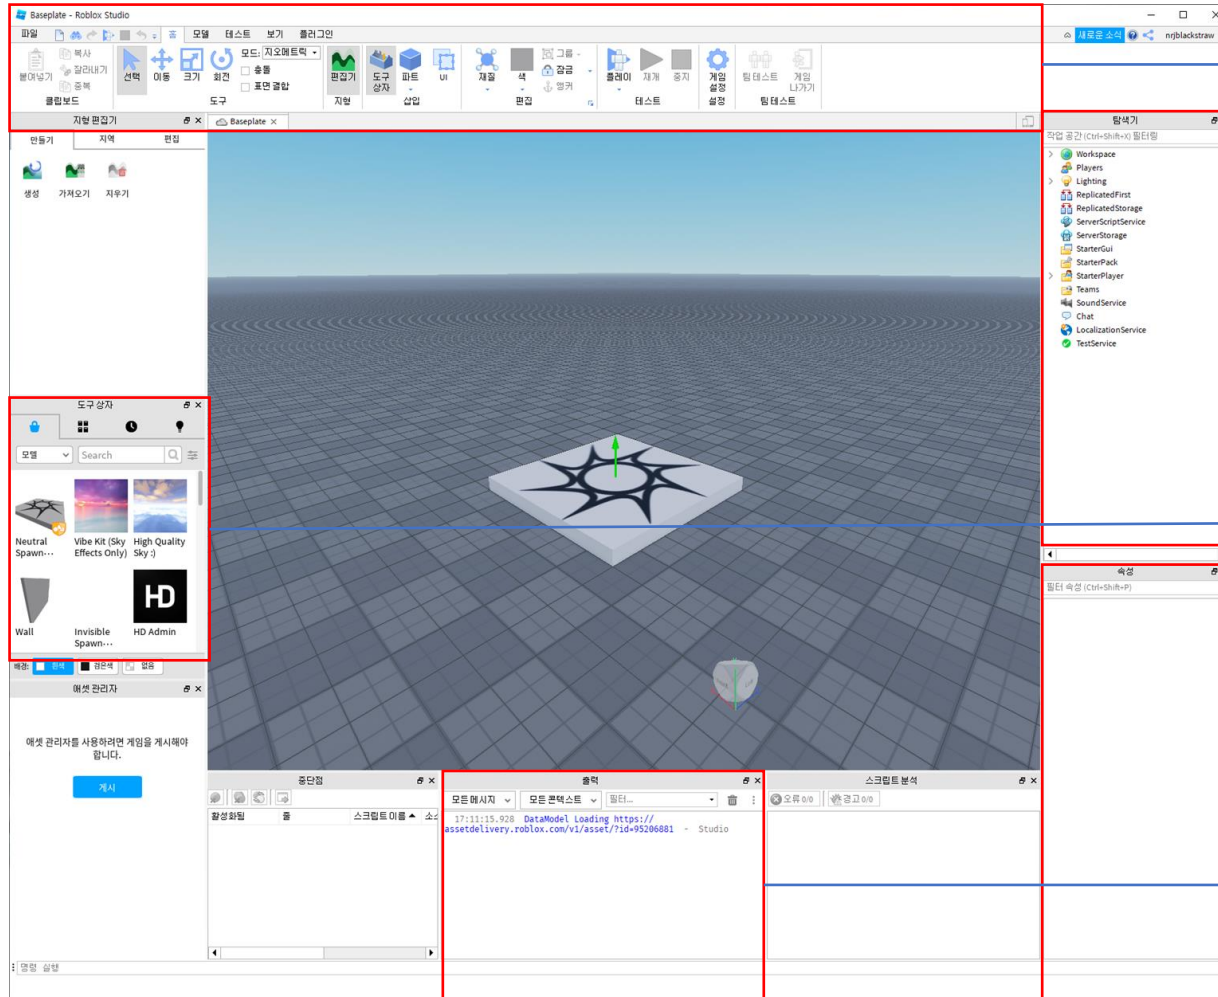 Baseplate - Roblox Studio
파일 모델 테스트 보기 플러그인
새로운 소식 nrjblackstraw
붙여넣기 복사 잘라내기 중복
선택 이동 크기 회전
모드: 지오메트릭
충돌
표면 결합
편집기
도구 상자 파트 UI
재질 색
그룹
잠금
앵커
플레이 재개 중지
게임 설정
팀 테스트 게임 나가기
클립보드 도구 지형 삽입 편집 테스트 설정 팀 테스트
지형 편집기
만들기 지역 편집
생성 가져오기 지우기
Baseplate
탐색기
작업 공간 (Ctrl+Shift+X) 필터링
Workspace
Players
Lighting
ReplicatedFirst
ReplicatedStorage
ServerScriptService
ServerStorage
StarterGui
StarterPack
StarterPlayer
Teams
SoundService
Chat
LocalizationService
TestService
도구 상자
모델 Search
Neutral Spawn...
Vibe Kit (Sky Effects Only)
High Quality Sky :)
Wall
Invisible Spawn...
HD
HD Admin
배경: 흰색 검은색 없음
속성
필터 속성 (Ctrl+Shift+P)
애셋 관리자
애셋 관리자를 사용하려면 게임을 게시해야
합니다.
게시
중단점
활성화됨 줄 스크립트 이름
출력
모든 메시지 모든 콘텍스트 필터...
17:11:15.928 DataModel Loading https://
assetdelivery.roblox.com/v1/asset/?id=95206881 - Studio
스크립트 분석
오류 0/0 경고 0/0
명령 실행